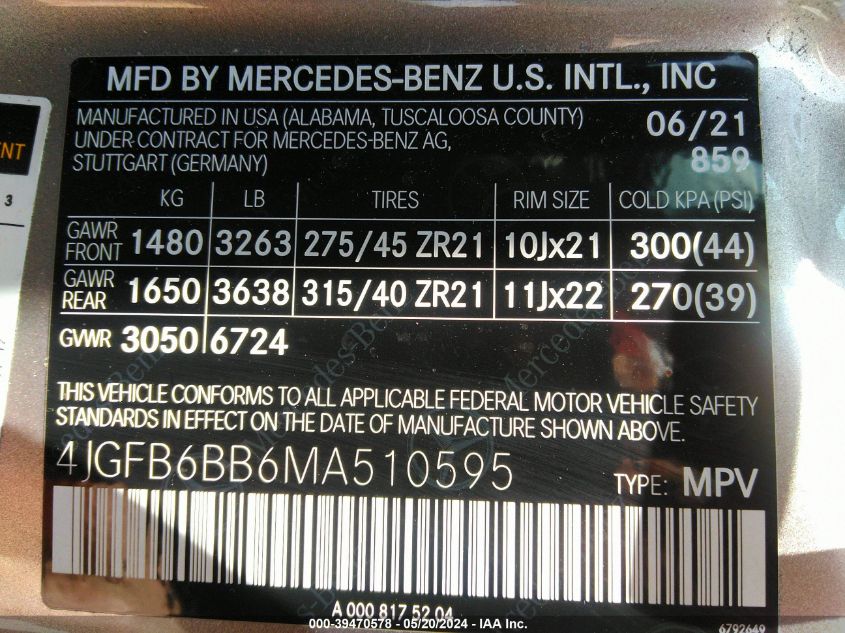 MFD BY MERCEDES-BENZ U.S. INTL., INC
MANUFACTURED IN USA (ALABAMA, TUSCALOOSA COUNTY) 06/21
UNDER CONTRACT FOR MERCEDES-BENZ AG, 859
STUTTGART (GERMANY)
KG LB TIRES RIM SIZE COLD KPA (PSI)
GAWR FRONT 1480 3263 275/45 ZR21 10Jx21 300(44)
GAWR REAR 1650 3638 315/40 ZR21 11Jx22 270(39)
GVWR 3050 6724
THIS VEHICLE CONFORMS TO ALL APPLICABLE FEDERAL MOTOR VEHICLE SAFETY
STANDARDS IN EFFECT ON THE DATE OF MANUFACTURE SHOWN ABOVE.
4JGFB6BB6MA510595 TYPE: MPV
A 000 817 52 04
6792649
000-39470578 - 05/20/2024 - IAA Inc.
ENT
3
Mercedes-Benz